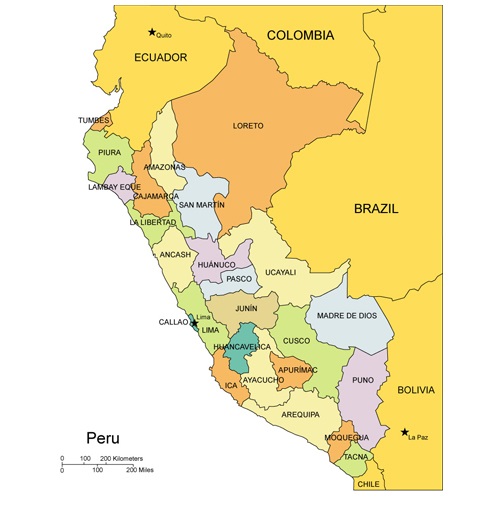 COLOMBIA
Quito
ECUADOR
TUMBES
LORETO
PIURA
AMAZONAS
LAMBAY EQUE
CAJAMARCA
SAN MARTÍN
BRAZIL
LA LIBERTAD
ANCASH
HUÁNUCO
UCAYALI
PASCO
JUNÍN
MADRE DE DIOS
Lima
CALLAO
LIMA
CUSCO
HUANCAVELICA
APURÍMAC
PUNO
AYACUCHO
ICA
BOLIVIA
AREQUIPA
La Paz
MOQUEGUA
Peru
TACNA
0 100 200 Kilometers
0 100 200 Miles
CHILE